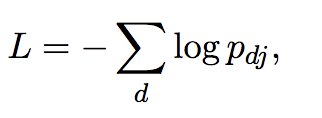 L = − ∑_d log p_{dj},